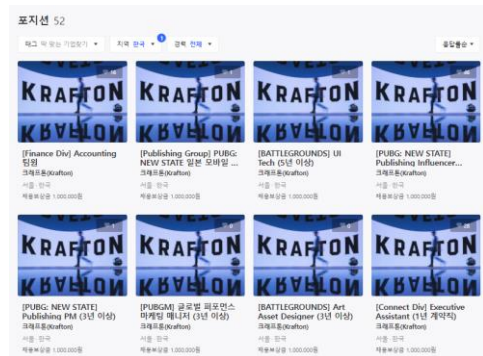 포지션 52
태그 딱 맞는 기업찾기 ▼ 지역 한국 ▼ 1 경력 전체 ▼ 응답률순 ▼
KRAFTON KRAFTON KRAFTON KRAFTON
KRAFTON KRAFTON KRAFTON KRAFTON
[Finance Div] Accounting
팀원
크래프톤(Krafton)
서울·한국
채용보상금 1,000,000원
[Publishing Group] PUBG:
NEW STATE 일본 모바일 ...
크래프톤(Krafton)
서울·한국
채용보상금 1,000,000원
[BATTLEGROUNDS] UI
Tech (5년 이상)
크래프톤(Krafton)
서울·한국
채용보상금 1,000,000원
[PUBG: NEW STATE]
Publishing Influencer...
크래프톤(Krafton)
서울·한국
채용보상금 1,000,000원
KRAFTON KRAFTON KRAFTON KRAFTON
KRAFTON KRAFTON KRAFTON KRAFTON
[PUBG: NEW STATE]
Publishing PM (3년 이상)
크래프톤(Krafton)
서울·한국
채용보상금 1,000,000원
[PUBGM] 글로벌 퍼포먼스
마케팅 매니저 (3년 이상)
크래프톤(Krafton)
서울·한국
채용보상금 1,000,000원
[BATTLEGROUNDS] Art
Asset Designer (3년 이상)
크래프톤(Krafton)
서울·한국
채용보상금 1,000,000원
[Connect Div] Executive
Assistant (1년 계약직)
크래프톤(Krafton)
서울·한국
채용보상금 1,000,000원